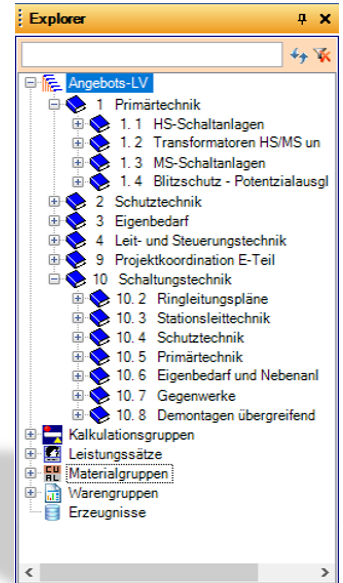 Explorer
Angebots-LV
1 Primärtechnik
1. 1 HS-Schaltanlagen
1. 2 Transformatoren HS/MS un
1. 3 MS-Schaltanlagen
1. 4 Blitzschutz - Potenzialausgl
2 Schutztechnik
3 Eigenbedarf
4 Leit- und Steuerungstechnik
9 Projektkoordination E-Teil
10 Schaltungstechnik
10. 2 Ringleitungspläne
10. 3 Stationsleittechnik
10. 4 Schutztechnik
10. 5 Primärtechnik
10. 6 Eigenbedarf und Nebenanl
10. 7 Gegenwerke
10. 8 Demontagen übergreifend
Kalkulationsgruppen
Leistungssätze
CU AL Materialgruppen
Warengruppen
Erzeugnisse